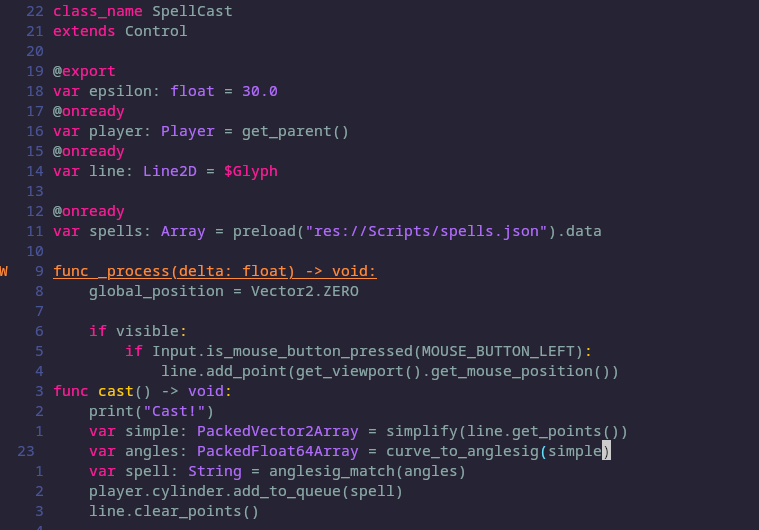 22 class_name SpellCast
21 extends Control
20
19 @export
18 var epsilon: float = 30.0
17 @onready
16 var player: Player = get_parent()
15 @onready
14 var line: Line2D = $Glyph
13
12 @onready
11 var spells: Array = preload("res://Scripts/spells.json").data
10
W 9 func _process(delta: float) -> void:
8 global_position = Vector2.ZERO
7
6 if visible:
5 if Input.is_mouse_button_pressed(MOUSE_BUTTON_LEFT):
4 line.add_point(get_viewport().get_mouse_position())
3 func cast() -> void:
2 print("Cast!")
1 var simple: PackedVector2Array = simplify(line.get_points())
23 var angles: PackedFloat64Array = curve_to_anglesig(simple)
1 var spell: String = anglesig_match(angles)
2 player.cylinder.add_to_queue(spell)
3 line.clear_points()
4